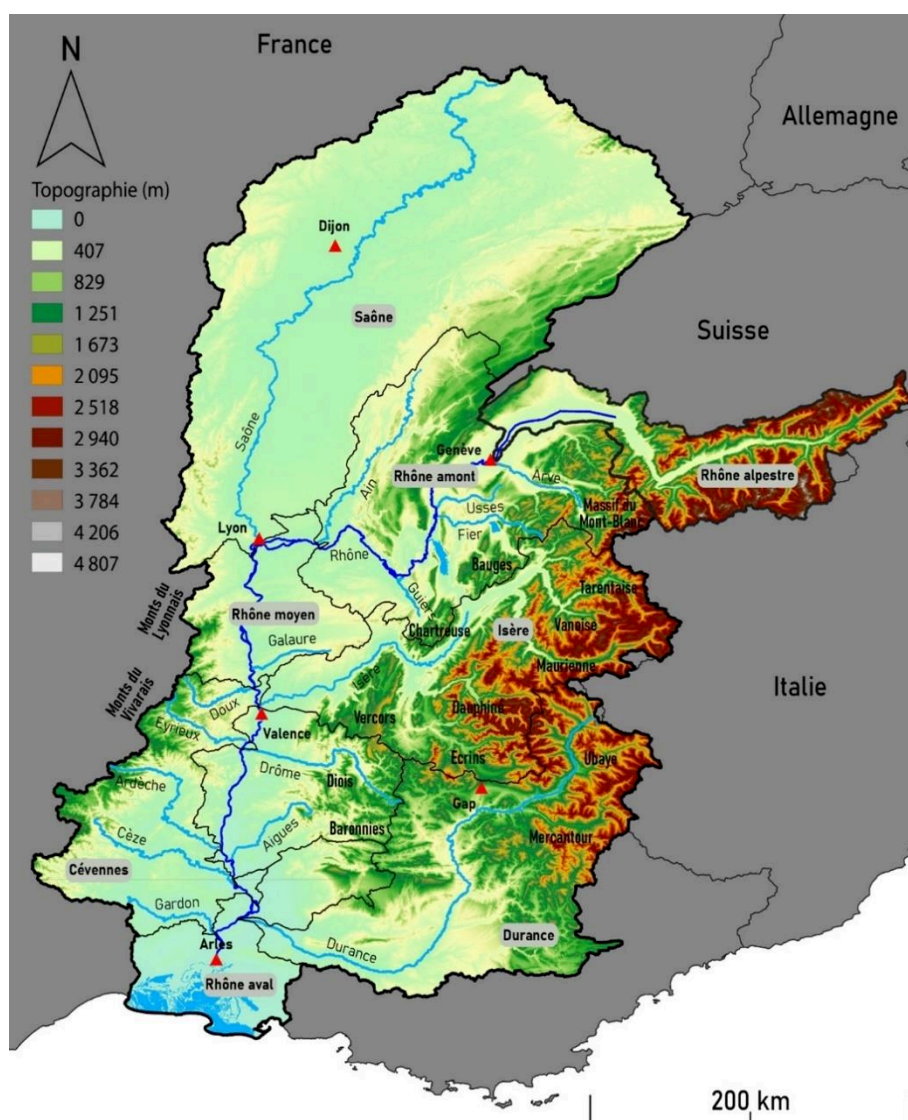 France
N
Allemagne
Topographie (m)
0
407
829
1 251
1 673
2 095
2 518
2 940
3 362
3 784
4 206
4 807
Dijon
Saône
Suisse
Saône
Ain
Genève
Rhône amont
Arve
Rhône alpestre
Usses
Massif du
Mont-Blanc
Lyon
Rhône
Fier
Bauges
Guier
Tarentaise
Monts du
Lyonnais
Rhône moyen
Chartreuse
Isère
Vanoise
Galaure
Maurienne
Isère
Italie
Monts du
Vivarais
Doux
Vercors
Dauphiné
Eyrieux
Valence
Ecrins
Ubaye
Drôme
Diois
Ardèche
Gap
Aigues
Baronnies
Mercantour
Cèze
Cévennes
Gardon
Durance
Durance
Arles
Rhône aval
200 km